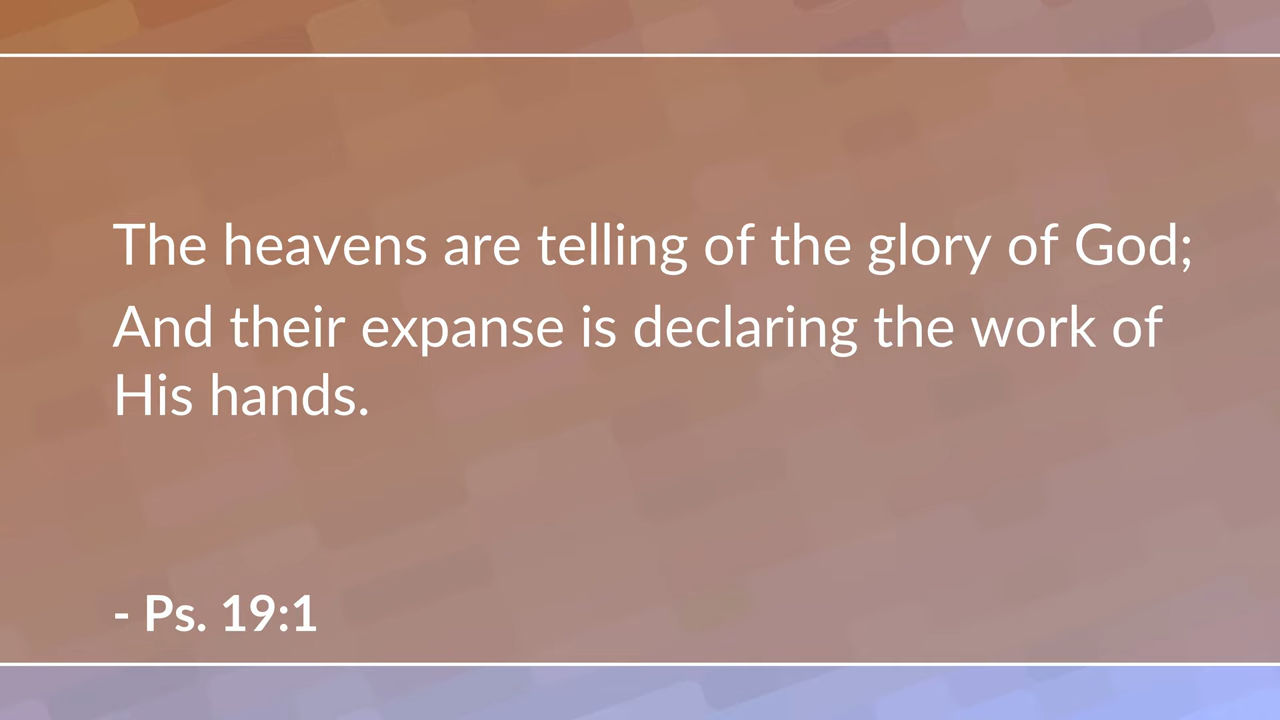 The heavens are telling of the glory of God;
And their expanse is declaring the work of
His hands.
- Ps. 19:1